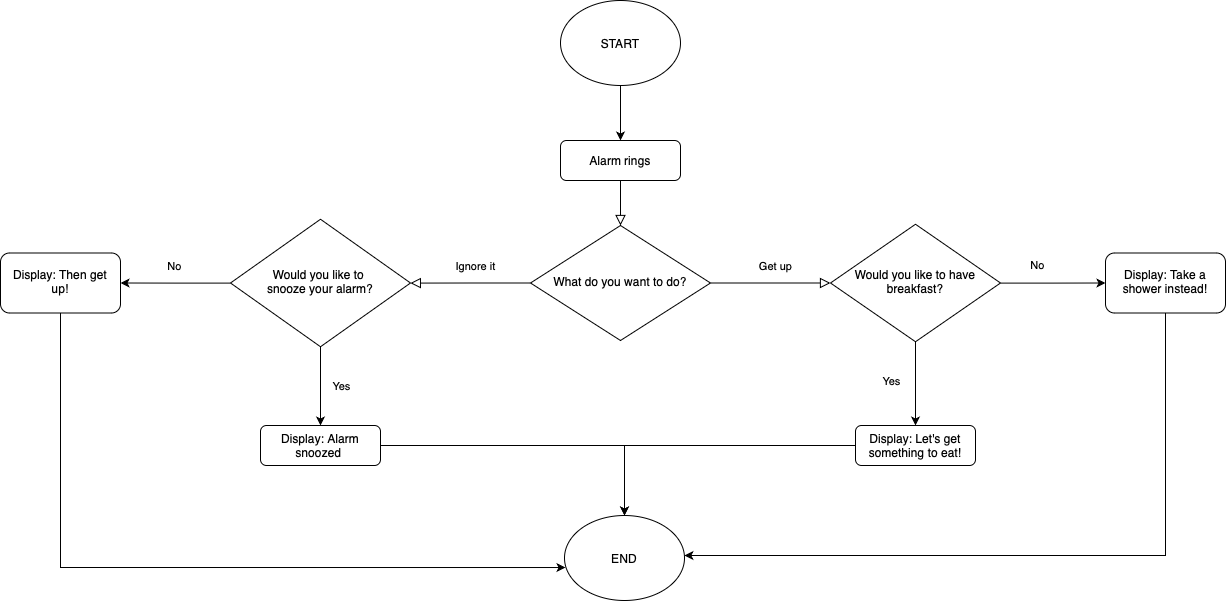 START
Alarm rings
No
Would you like to
snooze your alarm?
Ignore it
What do you want to do?
Get up
Would you like to have
breakfast?
No
Display: Then get
up!
Display: Take a
shower instead!
Yes
Yes
Display: Alarm
snoozed
Display: Let's get
something to eat!
END